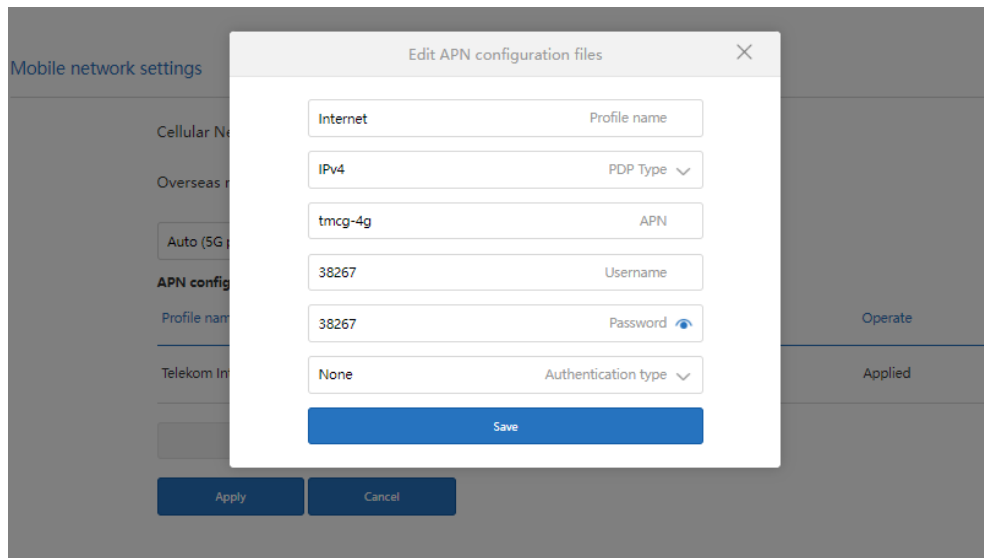 Edit APN configuration files
Mobile network settings
Internet Profile name
Cellular Ne
IPv4 PDP Type
Overseas r
tmcg-4g APN
Auto (5G p
38267 Username
APN config
Profile nam
38267 Password
Operate
Telekom In
None Authentication type
Applied
Save
Apply Cancel